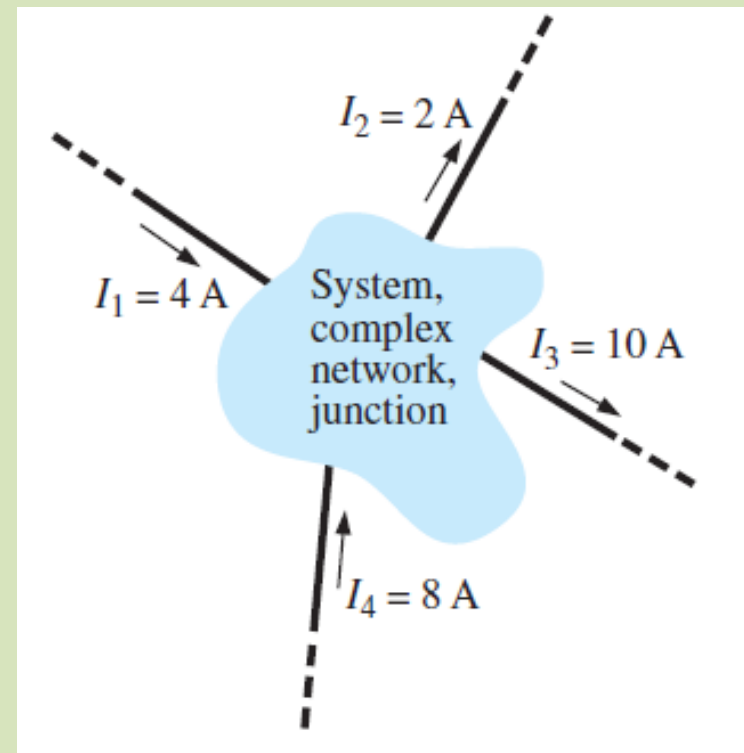 I₂ = 2 A
I₁ = 4 A
System,
complex
network,
junction
I₃ = 10 A
I₄ = 8 A